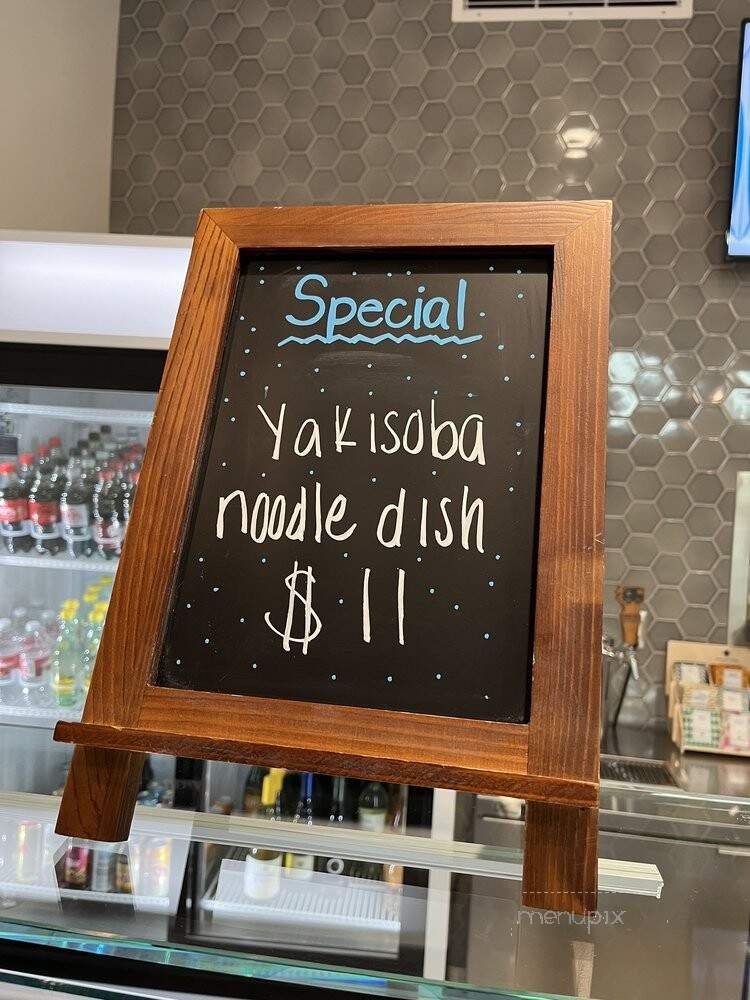 Special
Yakisoba
noodle dish
$11
menupix